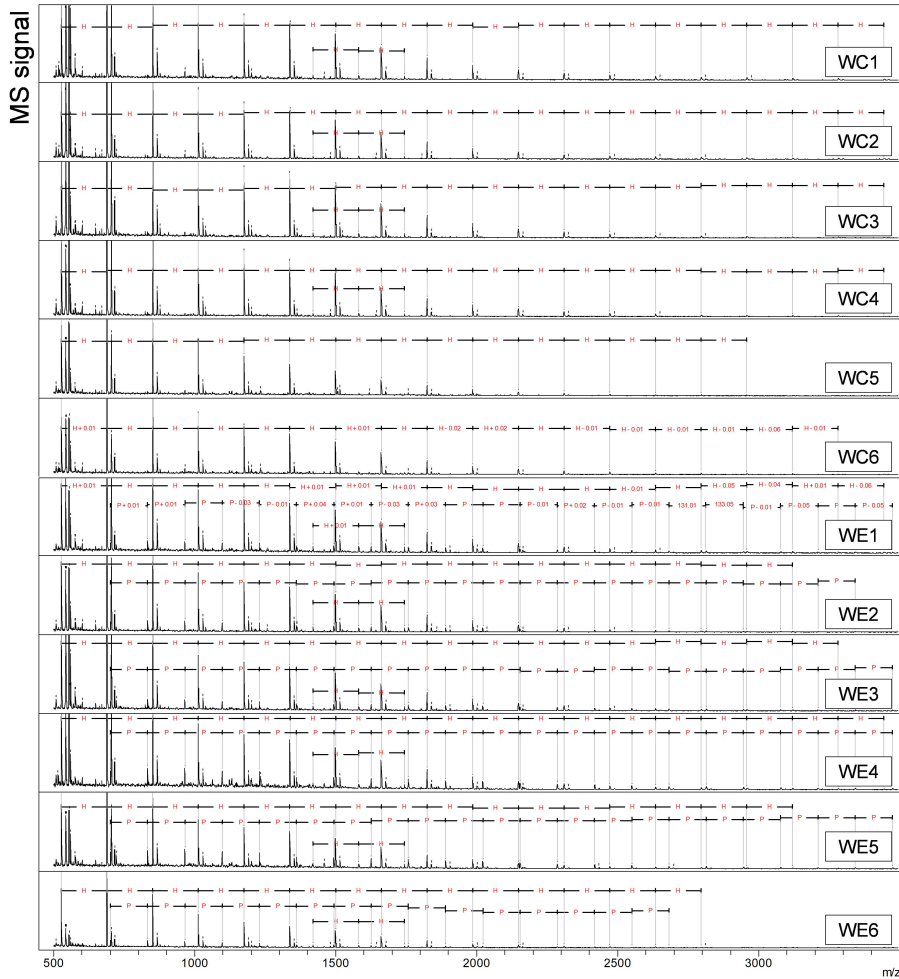 MS signal
H H H H H H H H H H H H H H H H H H
H H
WC1
H H H H H H H H H H H H H H H H H H
H H
WC2
H H H H H H H H H H H H H H H H H H
H H
WC3
H H H H H H H H H H H H H H H H H H
H H
WC4
H H H H H H H H H H H H H H H
WC5
H+0.01 H H H H H H+0.01 H H-0.02 H+0.02 H H-0.01 H-0.01 H-0.01 H-0.01 H-0.06 H-0.01
WC6
H+0.01 H H H H H+0.01 H+0.01 H+0.01 H H H H H-0.01 H H-0.05 H-0.04 H+0.01 H-0.06
P+0.01 P+0.01 P P-0.03 P-0.01 P+0.04 P+0.01 P-0.03 P+0.03 P P P-0.01 P+0.02 P-0.01 P-0.01 131.01 133.05 P-0.01 P-0.05 P P-0.05
H+0.01 H
WE1
H H H H H H H H H H H H H H H H
P P P P P P P P P P P P P P P P P P P P
H H
WE2
H H H H H H H H H H H H H H H H H
P P P P P P P P P P P P P P P P P P P P P
H H
WE3
H H H H H H H H H H H H H H H H H H
P P P P P P P P P P P P P P P P P P P P P
H H
WE4
H H H H H H H H H H H H H H H H
P P P P P P P P P P P P P P P P P P P P P
H H
WE5
H H H H H H H H H H H H H H
P P P P P P P P P P P P P P P
H H
WE6
500 1000 1500 2000 2500 3000 m/z